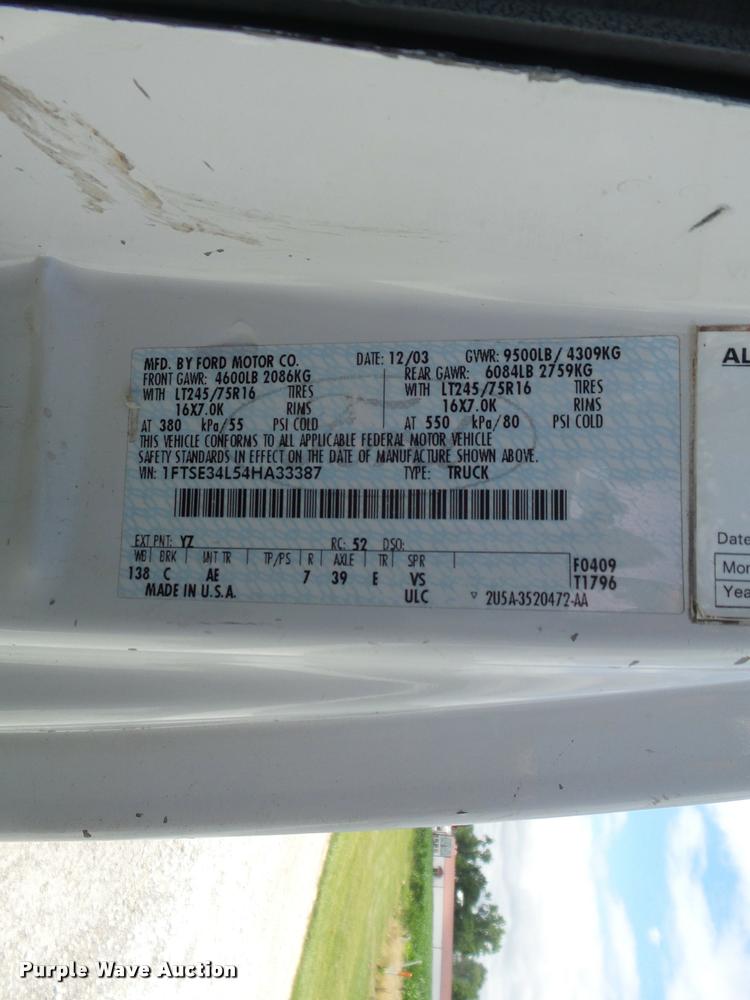 MFD. BY FORD MOTOR CO. DATE: 12/03 GVWR: 9500LB/ 4309KG
FRONT GAWR: 4600LB 2086KG REAR GAWR: 6084LB 2759KG
WITH LT245/75R16 TIRES WITH LT245/75R16 TIRES
16X7.0K RIMS 16X7.0K RIMS
AT 380 kPa/55 PSI COLD AT 550 kPa/80 PSI COLD
THIS VEHICLE CONFORMS TO ALL APPLICABLE FEDERAL MOTOR VEHICLE
SAFETY STANDARDS IN EFFECT ON THE DATE OF MANUFACTURE SHOWN ABOVE.
VIN: 1FTSE34L54HA33387 TYPE: TRUCK
EXT PNT: YZ RC: 52 DSO:
WB BRK INT TR TP/PS R AXLE TR SPR F0409
138 C AE 7 39 E VS T1796
MADE IN U.S.A. ULC ▽ 2U5A-3520472-AA
AL
Date
Mon
Yea
Purple Wave Auction